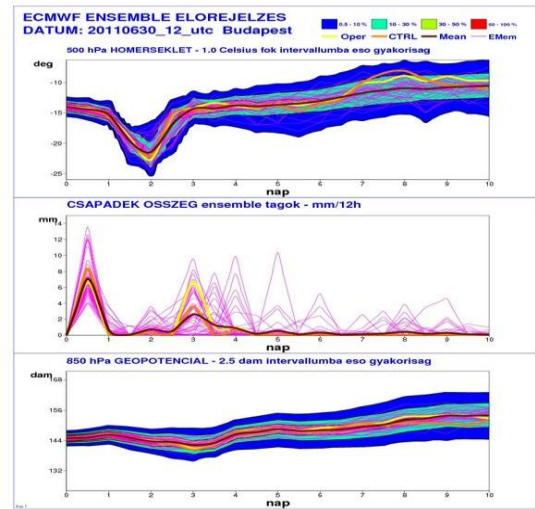 ECMWF ENSEMBLE ELOREJELZES
DATUM: 20110630_12_utc Budapest
0.5 - 10 % 10 - 30 % 30 - 50 % 50 - 100 %
Oper CTRL Mean EMem
500 hPa HOMERSEKLET - 1.0 Celsius fok intervallumba eso gyakorisag
deg
-10
-15
-20
-25
0 1 2 3 4 5 6 7 8 9 10
nap
CSAPADEK OSSZEG ensemble tagok - mm/12h
mm
14
12
10
8
6
4
2
0
0 1 2 3 4 5 6 7 8 9 10
nap
850 hPa GEOPOTENCIAL - 2.5 dam intervallumba eso gyakorisag
dam
168
156
144
132
0 1 2 3 4 5 6 7 8 9 10
nap